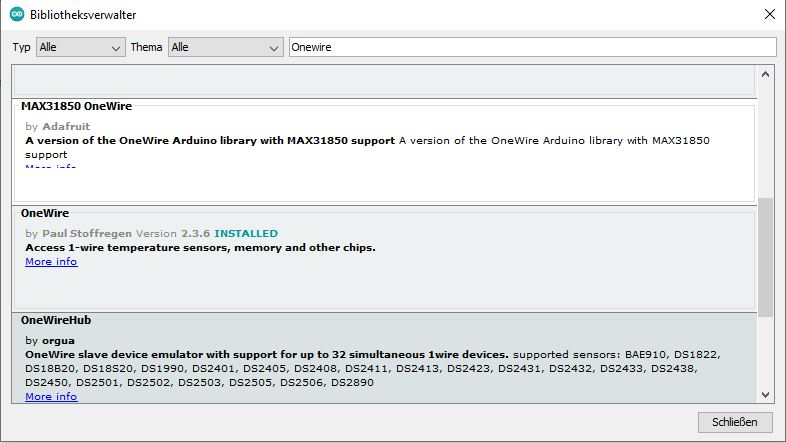 Bibliotheksverwalter
Typ Alle Thema Alle Onewire
MAX31850 OneWire
by Adafruit
A version of the OneWire Arduino library with MAX31850 support A version of the OneWire Arduino library with MAX31850
support
More info
OneWire
by Paul Stoffregen Version 2.3.6 INSTALLED
Access 1-wire temperature sensors, memory and other chips.
More info
OneWireHub
by orgua
OneWire slave device emulator with support for up to 32 simultaneous 1wire devices. supported sensors: BAE910, DS1822,
DS18B20, DS18S20, DS1990, DS2401, DS2405, DS2408, DS2411, DS2413, DS2423, DS2431, DS2432, DS2433, DS2438,
DS2450, DS2501, DS2502, DS2503, DS2505, DS2506, DS2890
More info
Schließen